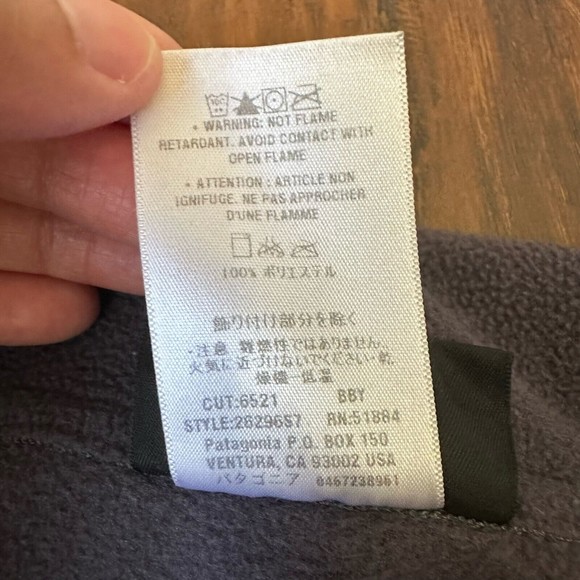 • WARNING: NOT FLAME
RETARDANT. AVOID CONTACT WITH
OPEN FLAME
• ATTENTION : ARTICLE NON
IGNIFUGE. NE PAS APPROCHER
D'UNE FLAMME
100% ポリエステル
飾り付け部分を除く
・注意 難燃性ではありません。
火気に近づけないでください・乾
燥機－低温
CUT:6521 BBY
STYLE:26296S7 RN:51884
Patagonia P.O. BOX 150
VENTURA, CA 93002 USA
パタゴニア 0467238961